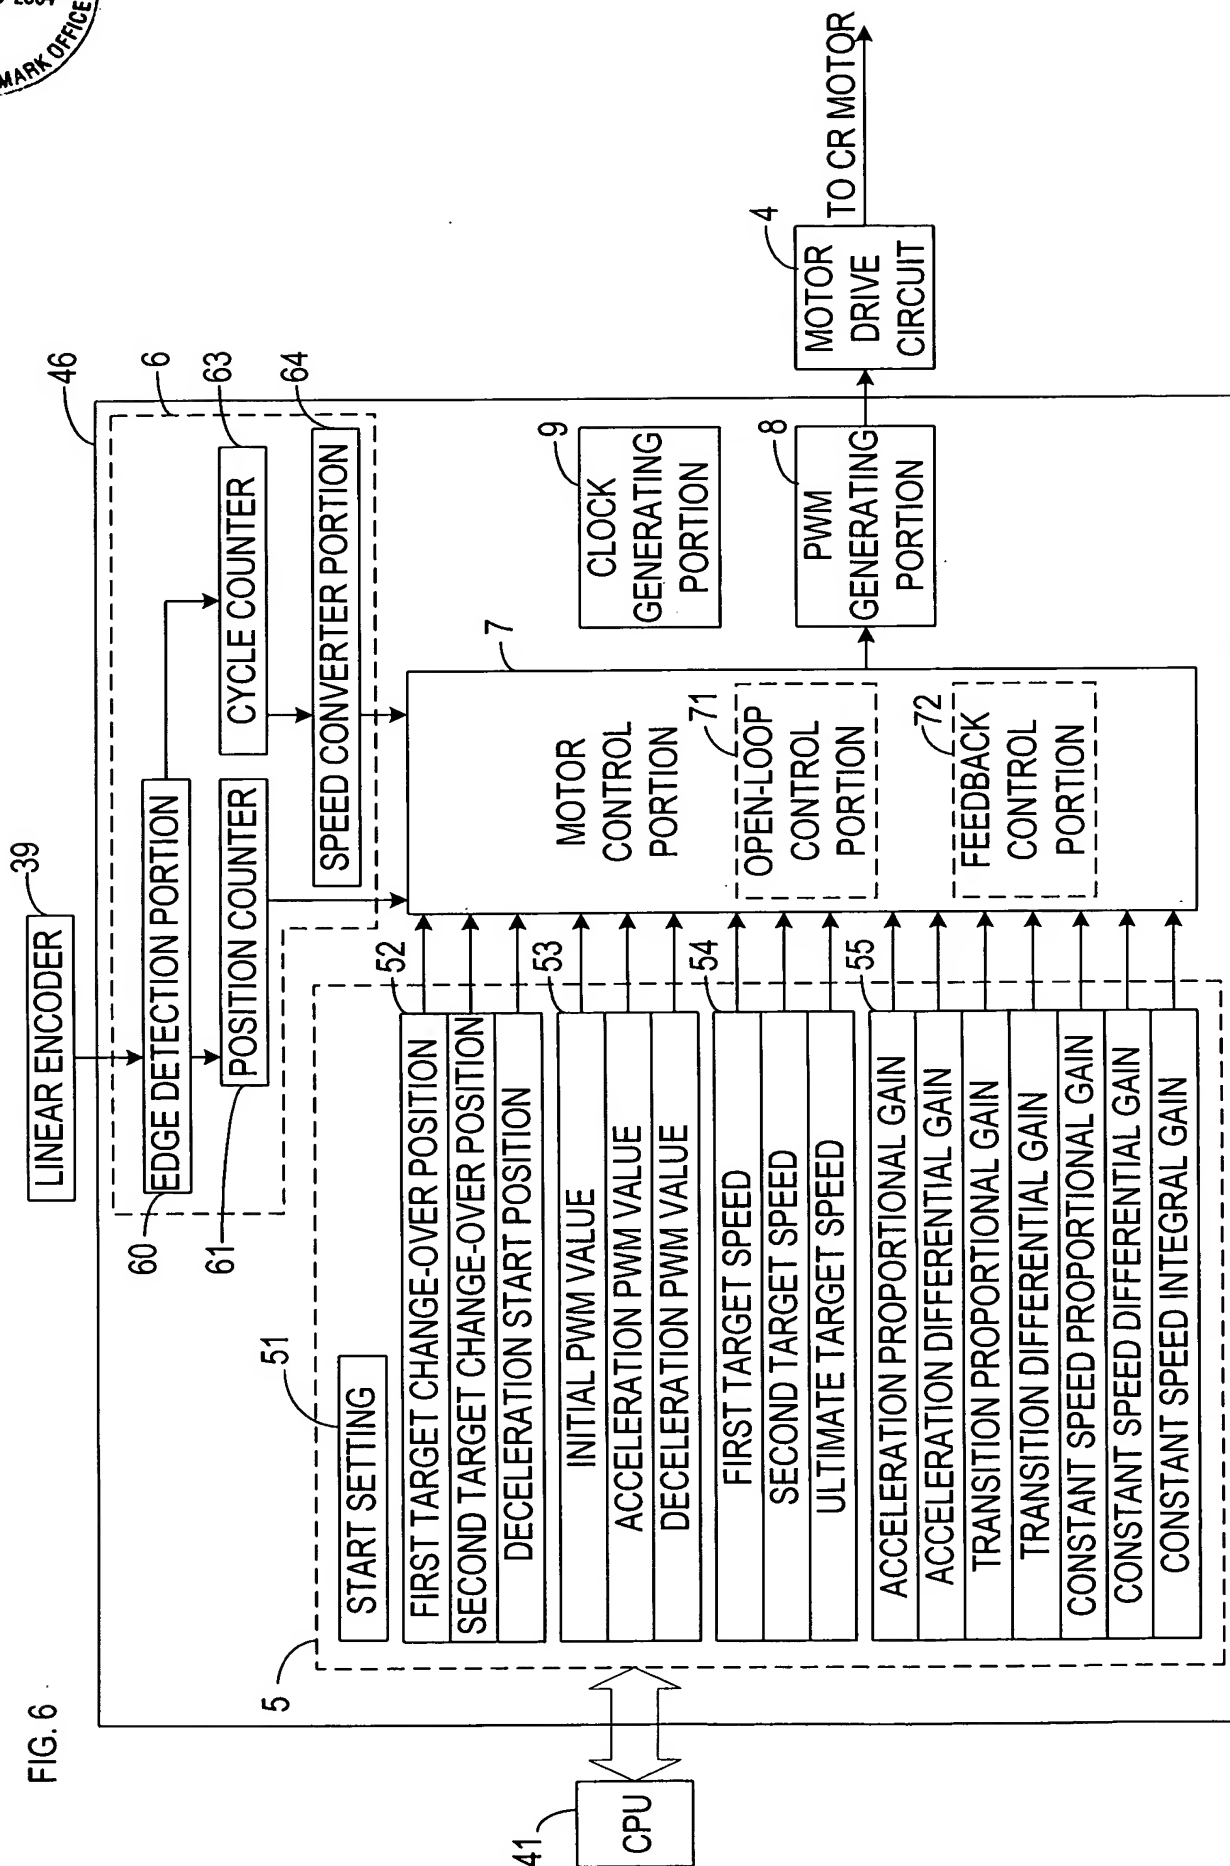 FIG. 6
MARK OFFICE
46
LINEAR ENCODER
39
6
EDGE DETECTION PORTION
60
POSITION COUNTER
61
CYCLE COUNTER
63
SPEED CONVERTER PORTION
64
5
START SETTING
51
52
FIRST TARGET CHANGE-OVER POSITION
SECOND TARGET CHANGE-OVER POSITION
DECELERATION START POSITION
53
INITIAL PWM VALUE
ACCELERATION PWM VALUE
DECELERATION PWM VALUE
54
FIRST TARGET SPEED
SECOND TARGET SPEED
ULTIMATE TARGET SPEED
55
ACCELERATION PROPORTIONAL GAIN
ACCELERATION DIFFERENTIAL GAIN
TRANSITION PROPORTIONAL GAIN
TRANSITION DIFFERENTIAL GAIN
CONSTANT SPEED PROPORTIONAL GAIN
CONSTANT SPEED DIFFERENTIAL GAIN
CONSTANT SPEED INTEGRAL GAIN
41
CPU
7
MOTOR
CONTROL
PORTION
71
OPEN-LOOP
CONTROL
PORTION
72
FEEDBACK
CONTROL
PORTION
9
CLOCK
GENERATING
PORTION
8
PWM
GENERATING
PORTION
4
MOTOR
DRIVE
CIRCUIT
TO CR MOTOR